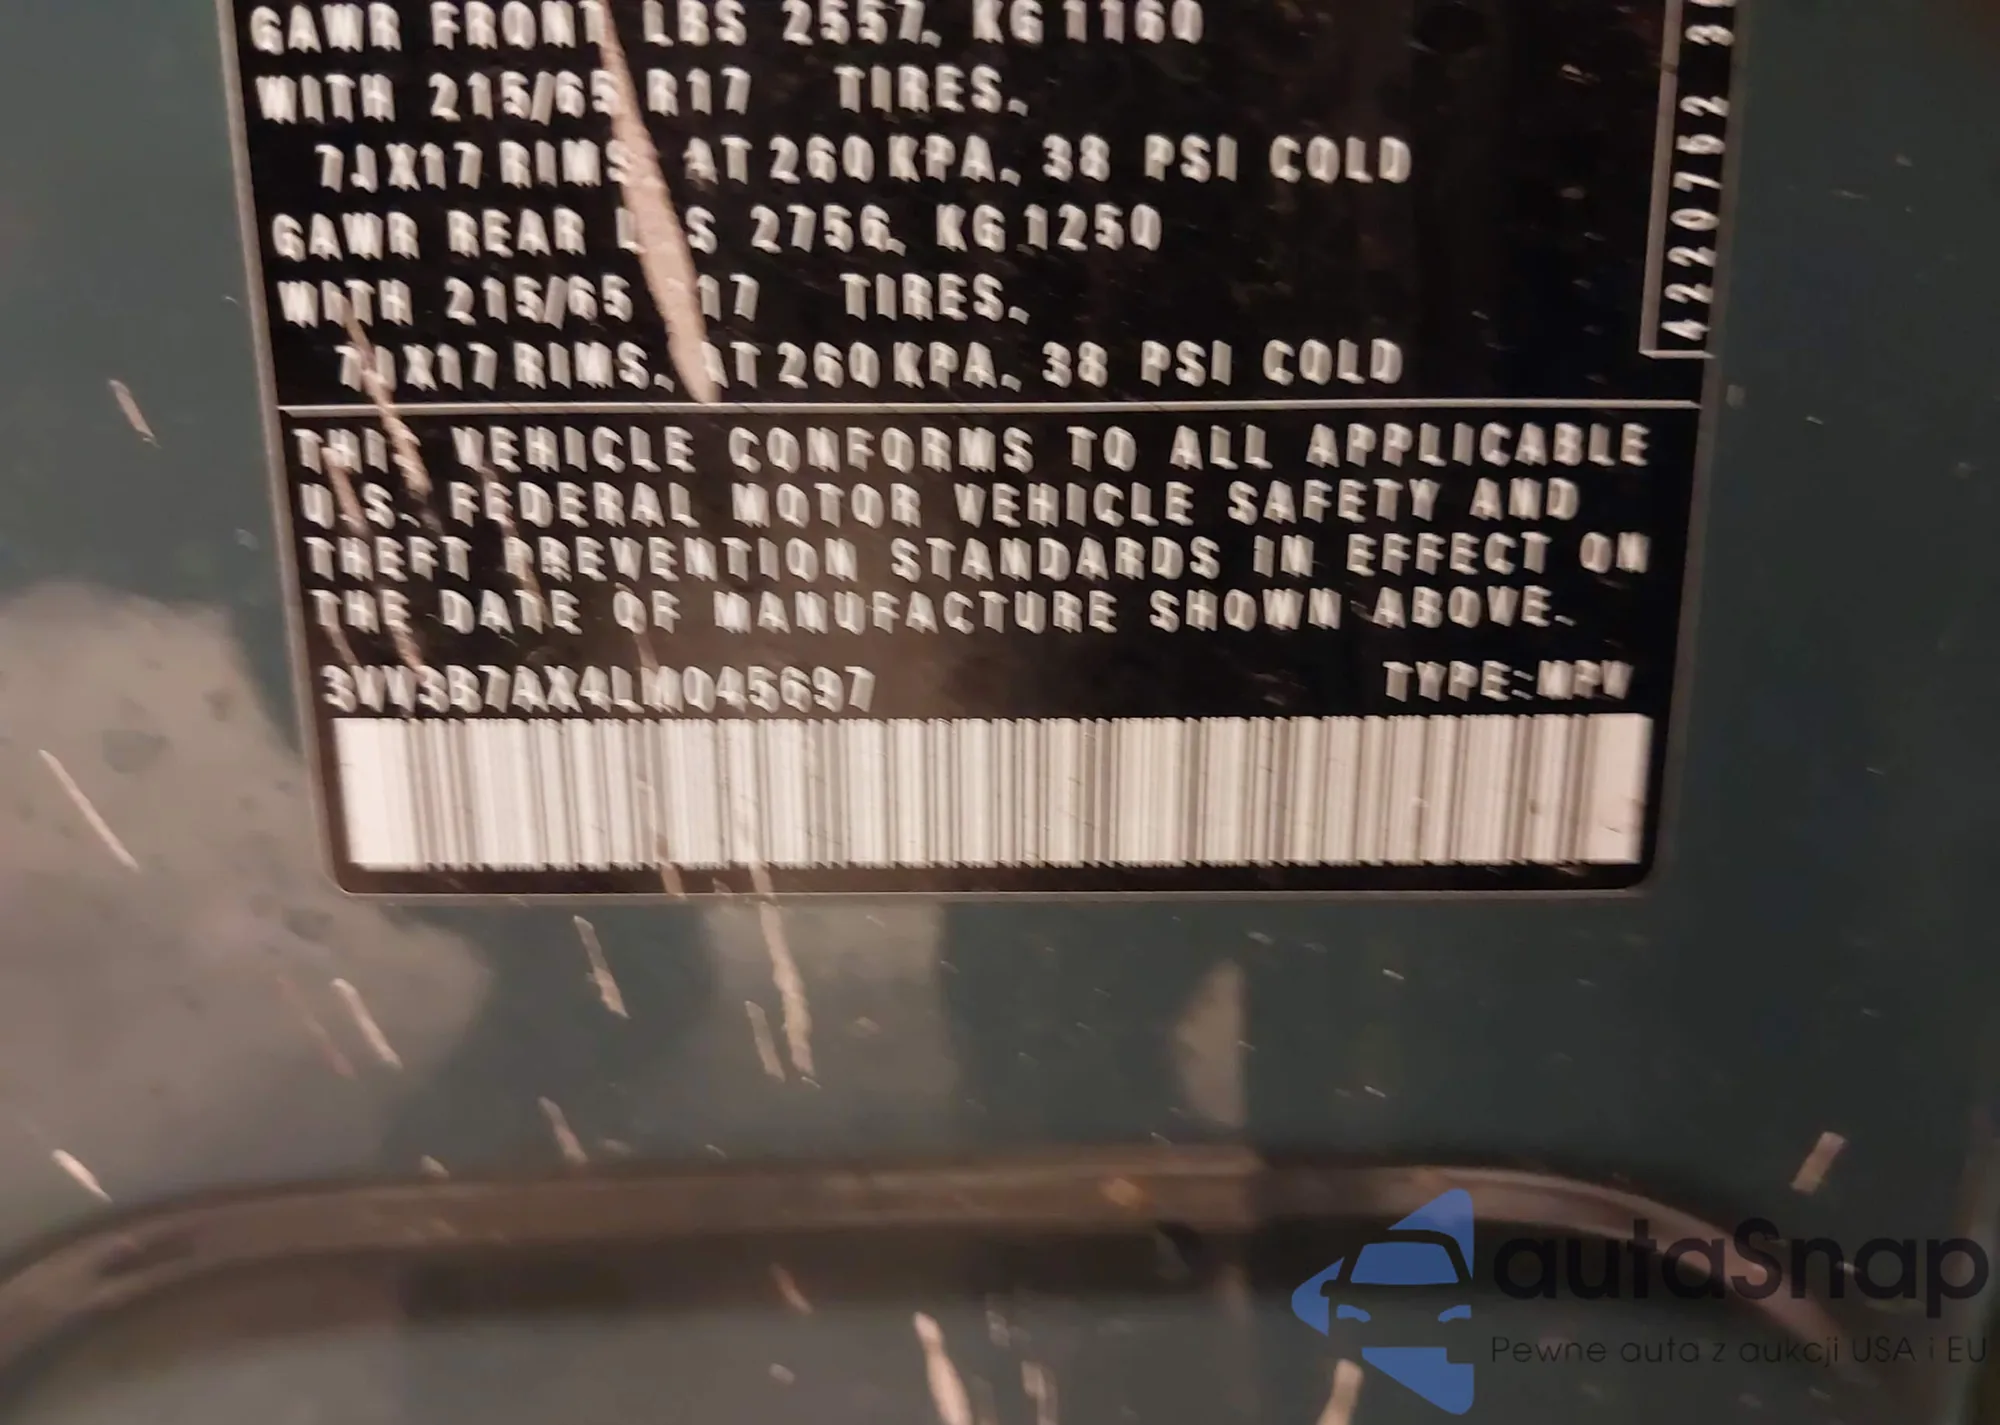 GAWR FRONT LBS 2557. KG 1160
WITH 215/65 R17 TIRES.
7JX17 RIMS. AT 260 KPA. 38 PSI COLD
GAWR REAR LBS 2756. KG 1250
WITH 215/65 R17 TIRES.
7JX17 RIMS. AT 260 KPA. 38 PSI COLD
THIS VEHICLE CONFORMS TO ALL APPLICABLE
U.S. FEDERAL MOTOR VEHICLE SAFETY AND
THEFT PREVENTION STANDARDS IN EFFECT ON
THE DATE OF MANUFACTURE SHOWN ABOVE.
3VV3B7AX4LM045697 TYPE:MPV
4220752
autaSnap
Pewne auta z aukcji USA i EU